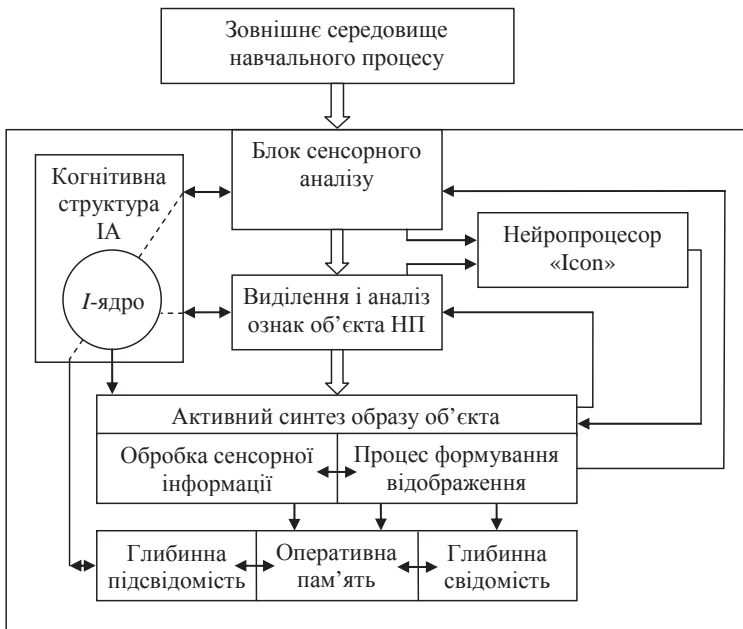 Зовнішнє середовище
навчального процесу
Блок сенсорного
аналізу
Когнітивна
структура
ІА
I-ядро
Нейропроцесор
«Icon»
Виділення і аналіз
ознак об’єкта НП
Активний синтез образу об’єкта
Обробка сенсорної
інформації
Процес формування
відображення
Глибинна
підсвідомість
Оперативна
пам’ять
Глибинна
свідомість